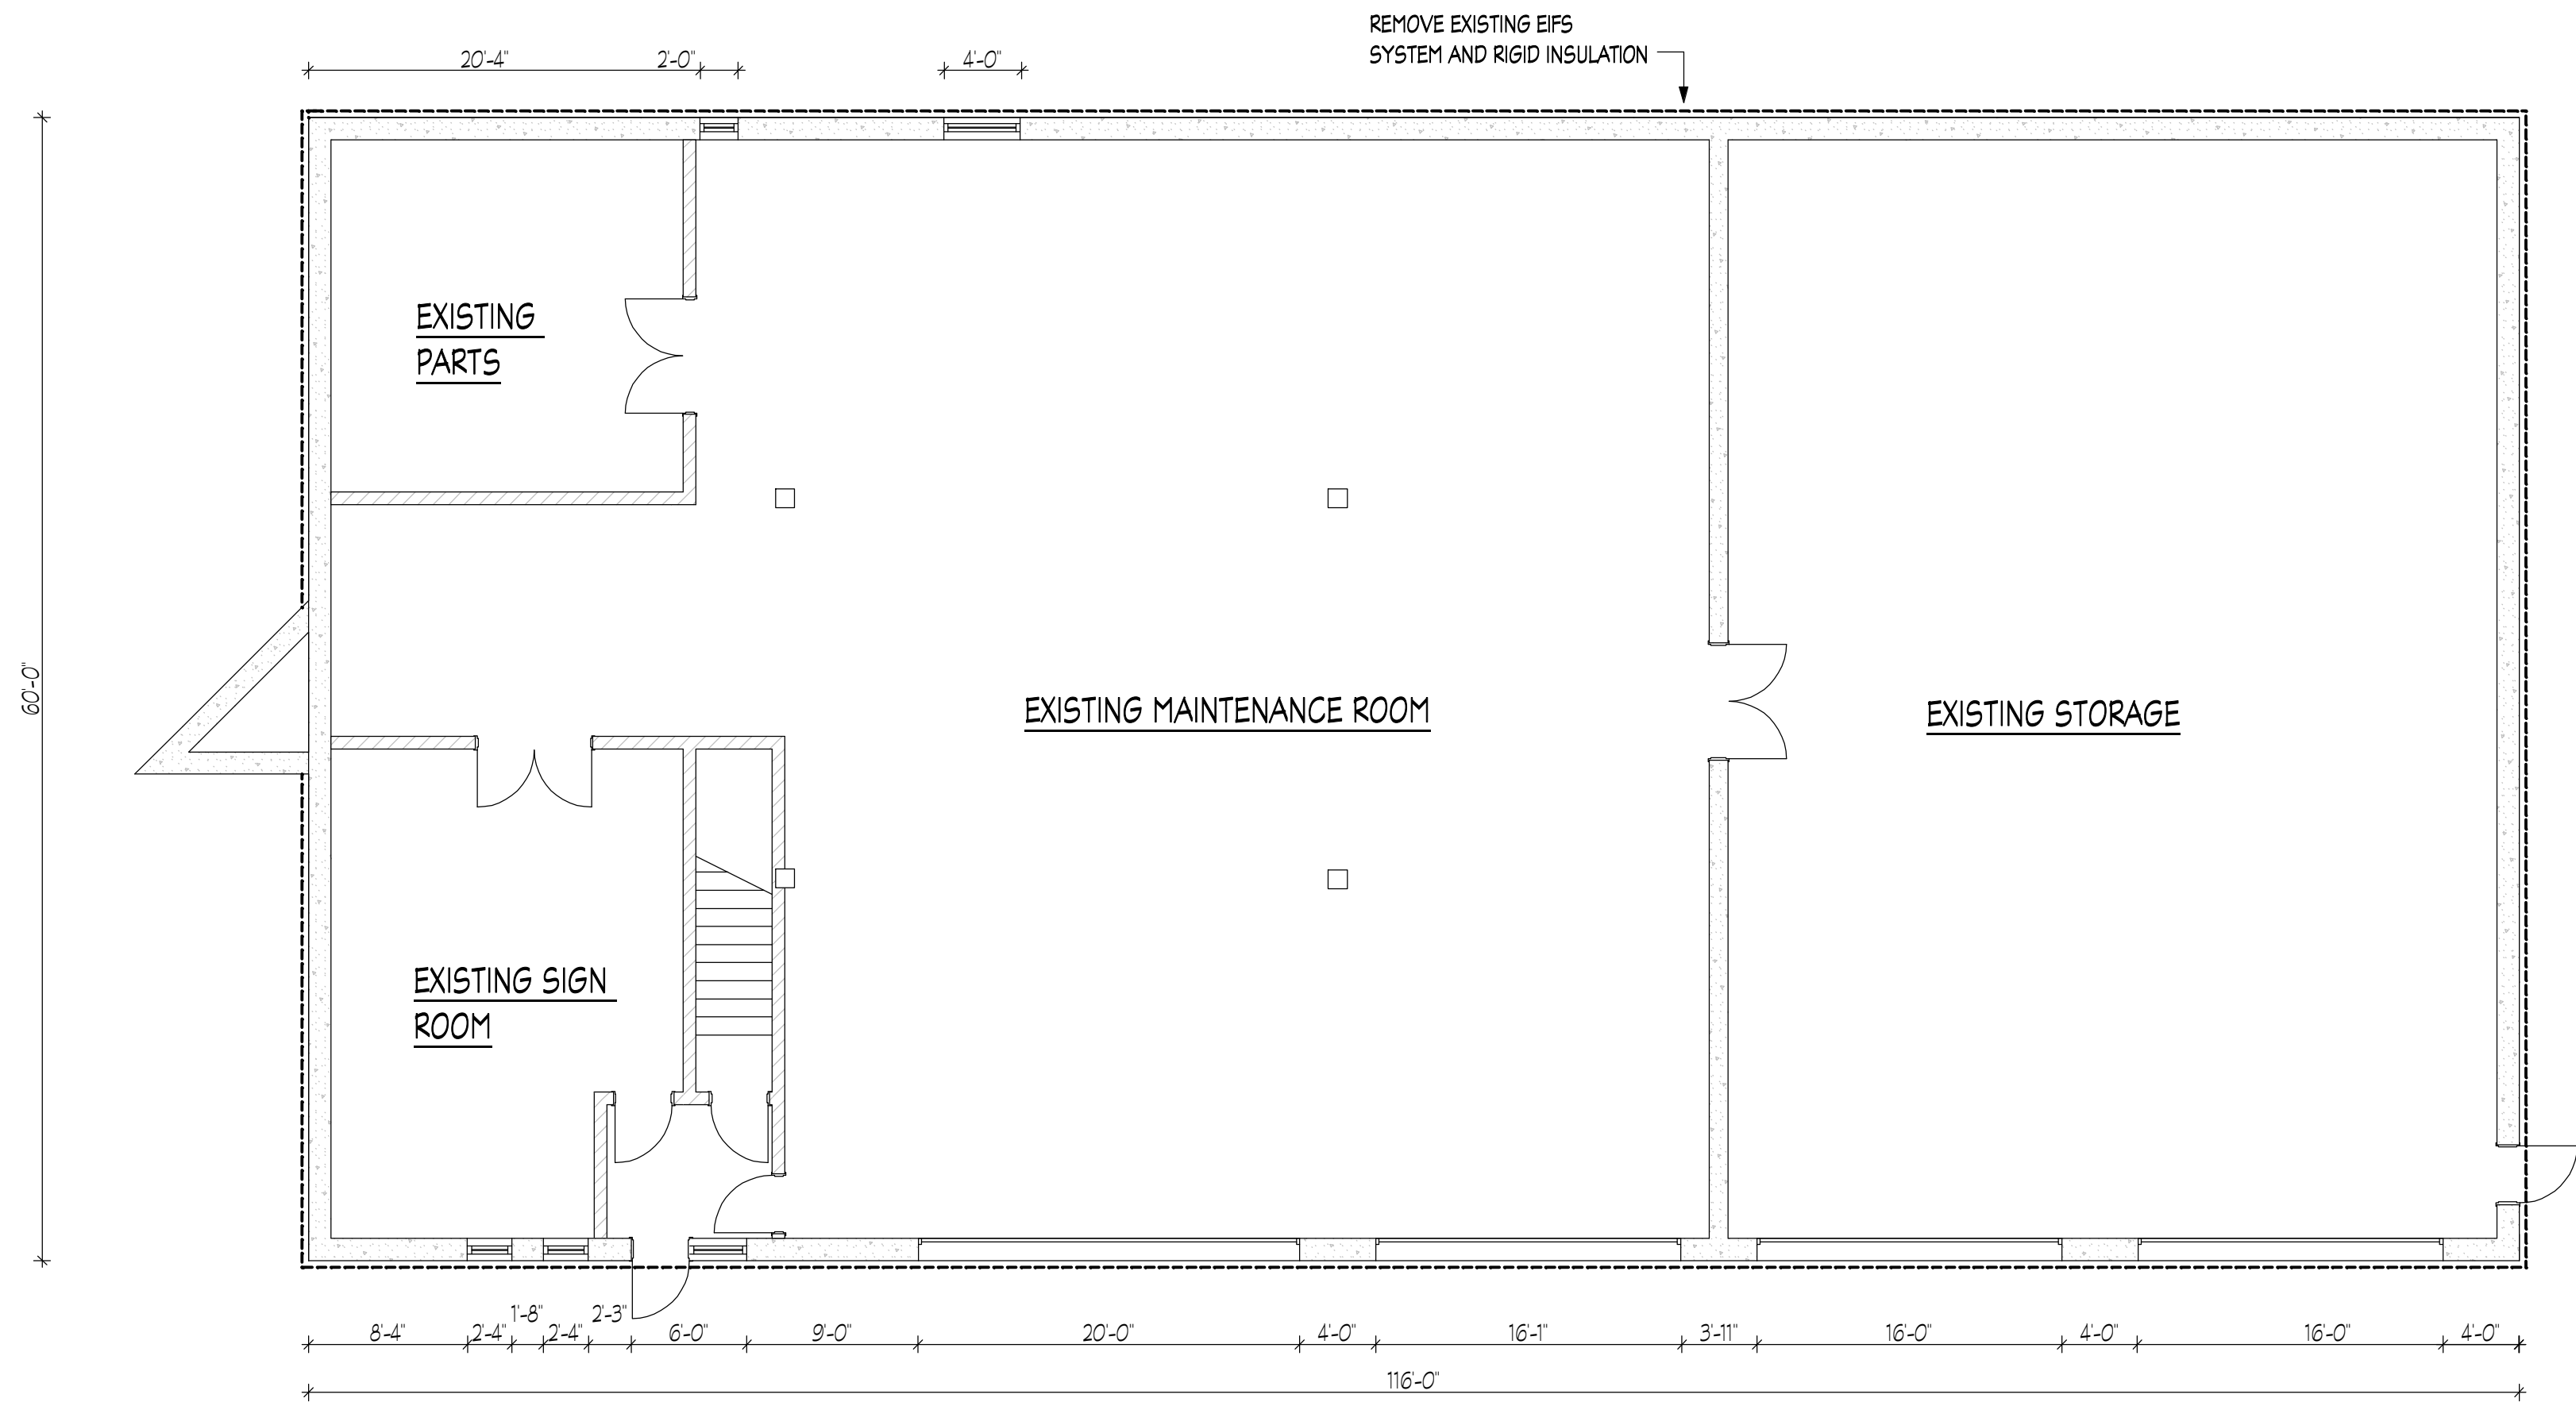 REMOVE EXISTING EIFS
SYSTEM AND RIGID INSULATION
20'-4"
2'-0"
4'-0"
60'-0"
EXISTING
PARTS
EXISTING MAINTENANCE ROOM
EXISTING STORAGE
EXISTING SIGN
ROOM
8'-4"
2'-4"
1'-8"
2'-4"
2'-3"
6'-0"
9'-0"
20'-0"
4'-0"
16'-1"
3'-11"
16'-0"
4'-0"
16'-0"
4'-0"
116'-0"